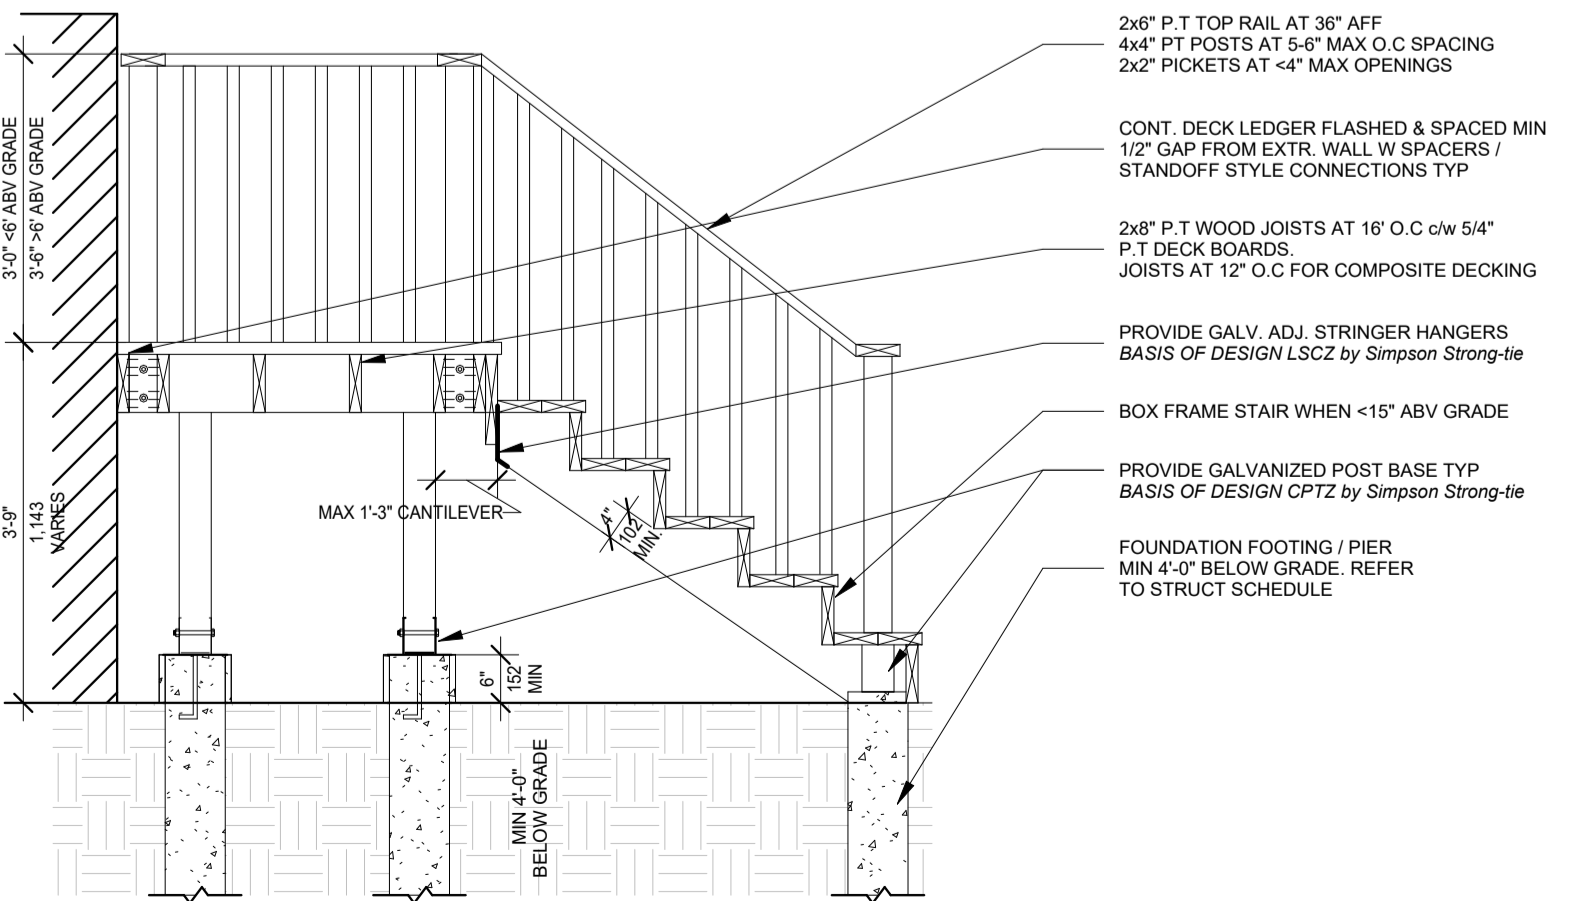 2x6" P.T TOP RAIL AT 36" AFF
4x4" PT POSTS AT 5-6" MAX O.C SPACING
2x2" PICKETS AT <4" MAX OPENINGS
CONT. DECK LEDGER FLASHED & SPACED MIN
1/2" GAP FROM EXTR. WALL W SPACERS /
STANDOFF STYLE CONNECTIONS TYP
2x8" P.T WOOD JOISTS AT 16' O.C c/w 5/4"
P.T DECK BOARDS.
JOISTS AT 12" O.C FOR COMPOSITE DECKING
PROVIDE GALV. ADJ. STRINGER HANGERS
BASIS OF DESIGN LSCZ by Simpson Strong-tie
BOX FRAME STAIR WHEN <15" ABV GRADE
PROVIDE GALVANIZED POST BASE TYP
BASIS OF DESIGN CPTZ by Simpson Strong-tie
FOUNDATION FOOTING / PIER
MIN 4'-0" BELOW GRADE. REFER
TO STRUCT SCHEDULE
3'-0" <6' ABV GRADE
3'-6" >6' ABV GRADE
3'-9"
1,143
VARIES
MAX 1'-3" CANTILEVER
4"
102
MIN.
6"
152
MIN
MIN 4'-0"
BELOW GRADE